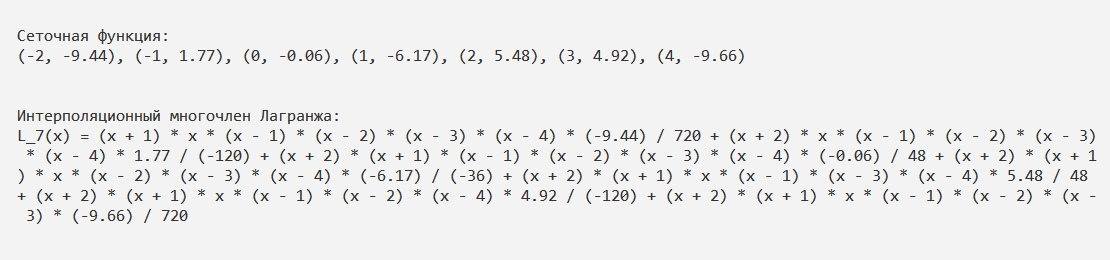 Сеточная функция:
(-2, -9.44), (-1, 1.77), (0, -0.06), (1, -6.17), (2, 5.48), (3, 4.92), (4, -9.66)
Интерполяционный многочлен Лагранжа:
L_7(x) = (x + 1) * x * (x - 1) * (x - 2) * (x - 3) * (x - 4) * (-9.44) / 720 + (x + 2) * x * (x - 1) * (x - 2) * (x - 3)
* (x - 4) * 1.77 / (-120) + (x + 2) * (x + 1) * (x - 1) * (x - 2) * (x - 3) * (x - 4) * (-0.06) / 48 + (x + 2) * (x + 1
) * x * (x - 2) * (x - 3) * (x - 4) * (-6.17) / (-36) + (x + 2) * (x + 1) * x * (x - 1) * (x - 3) * (x - 4) * 5.48 / 48
+ (x + 2) * (x + 1) * x * (x - 1) * (x - 2) * (x - 4) * 4.92 / (-120) + (x + 2) * (x + 1) * x * (x - 1) * (x - 2) * (x -
3) * (-9.66) / 720